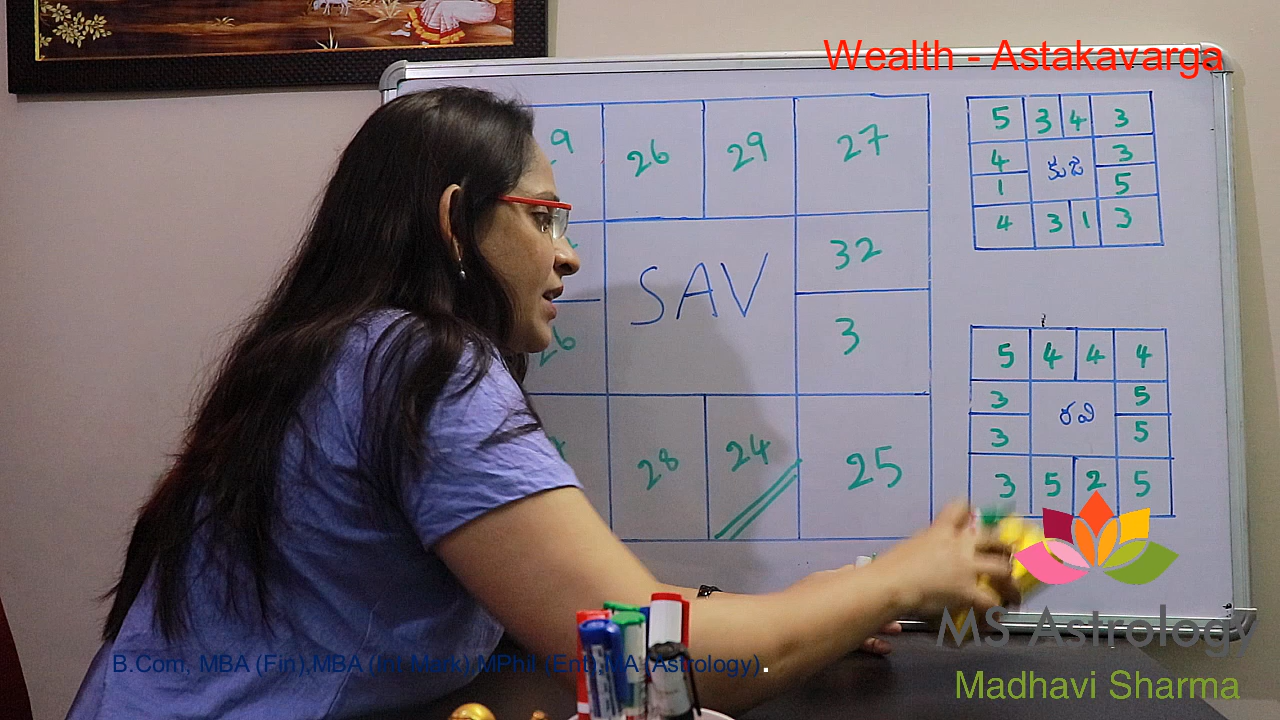 Wealth - Astakavarga
26 29 27
32
SAV
3
28 24 25
5 3 4 3
4 3
కుజ
1 5
4 3 1 3
5 4 4 4
3 5
రవి
3 5
3 5 2 5
MS Astrology
B.Com, MBA (Fin),MBA (Int Mark) MPhil (Ent),MA (Astrology).
Madhavi Sharma